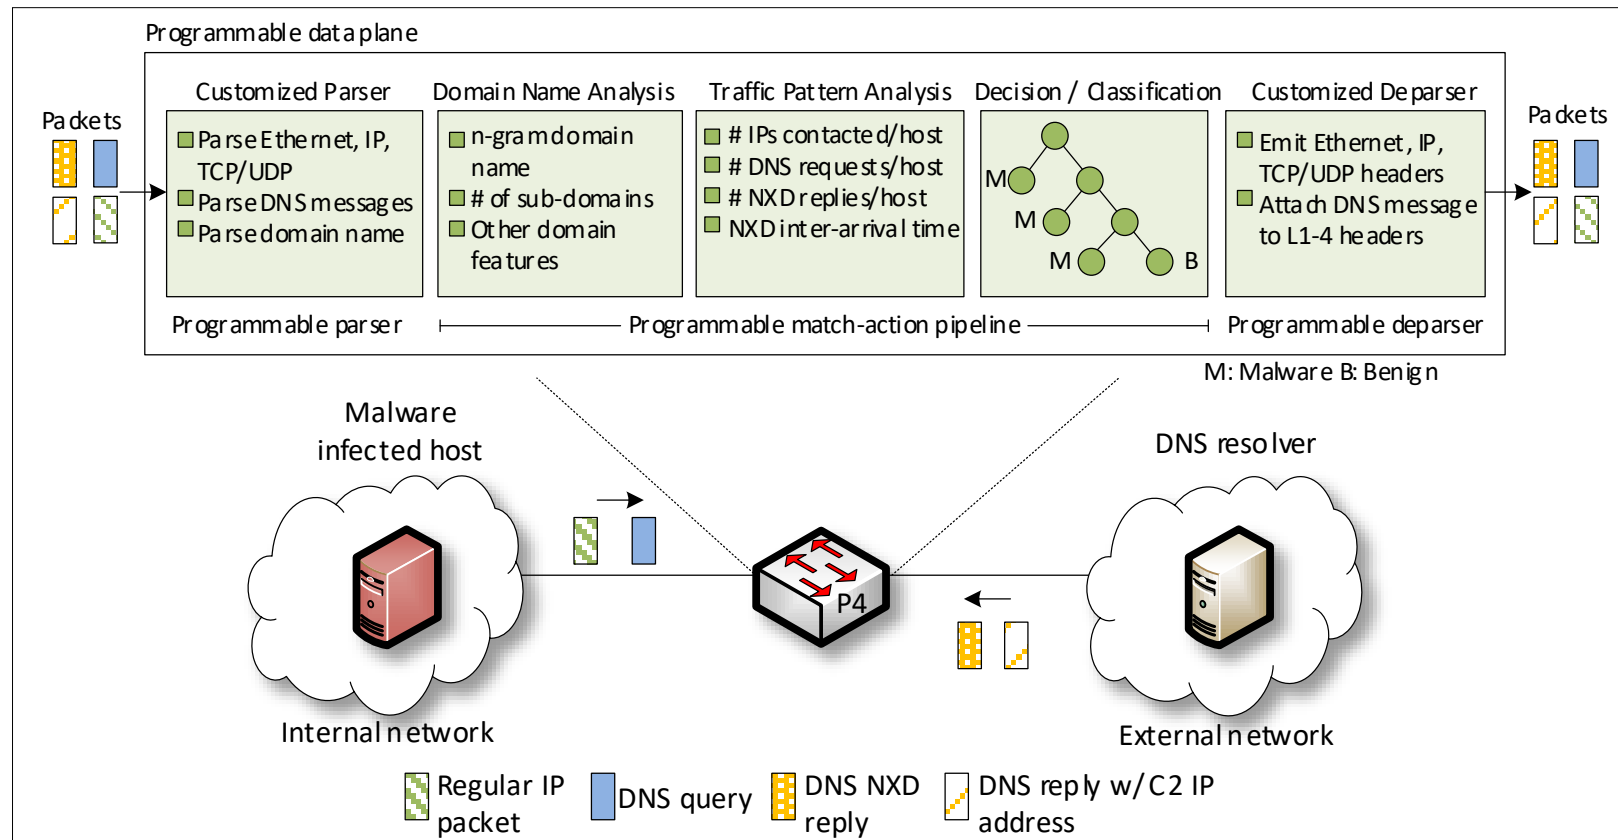 Programmable data plane
Customized Parser
Domain Name Analysis
Traffic Pattern Analysis
Decision / Classification
Customized Deparser
Packets
Packets
Parse Ethernet, IP,
TCP/UDP
Parse DNS messages
Parse domain name
n-gram domain
name
# of sub-domains
Other domain
features
# IPs contacted/host
# DNS requests/host
# NXD replies/host
NXD inter-arrival time
M
M
M
B
Emit Ethernet, IP,
TCP/UDP headers
Attach DNS message
to L1-4 headers
Programmable parser
Programmable match-action pipeline
Programmable deparser
M: Malware B: Benign
Malware
infected host
DNS resolver
P4
Internal network
External network
Regular IP
packet
DNS query
DNS NXD
reply
DNS reply w/ C2 IP
address